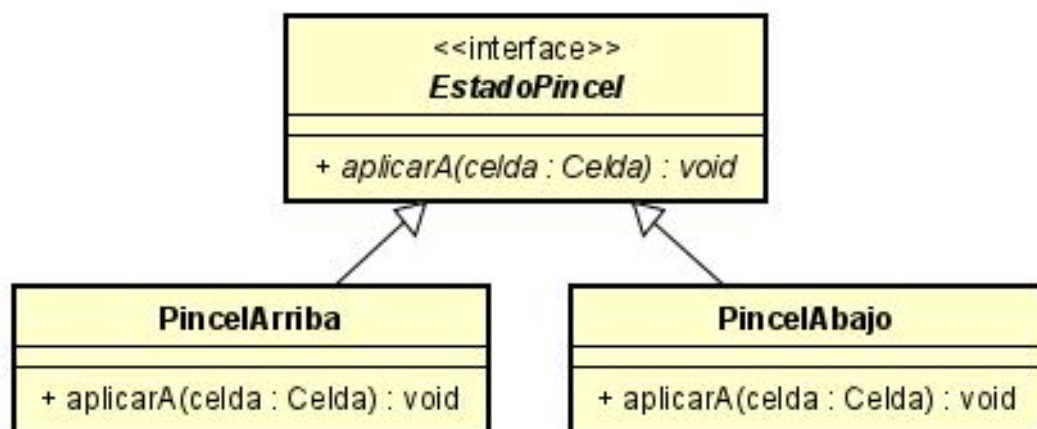 <<interface>>
EstadoPincel
+ aplicarA(celda : Celda) : void
PincelArriba
+ aplicarA(celda : Celda) : void
PincelAbajo
+ aplicarA(celda : Celda) : void